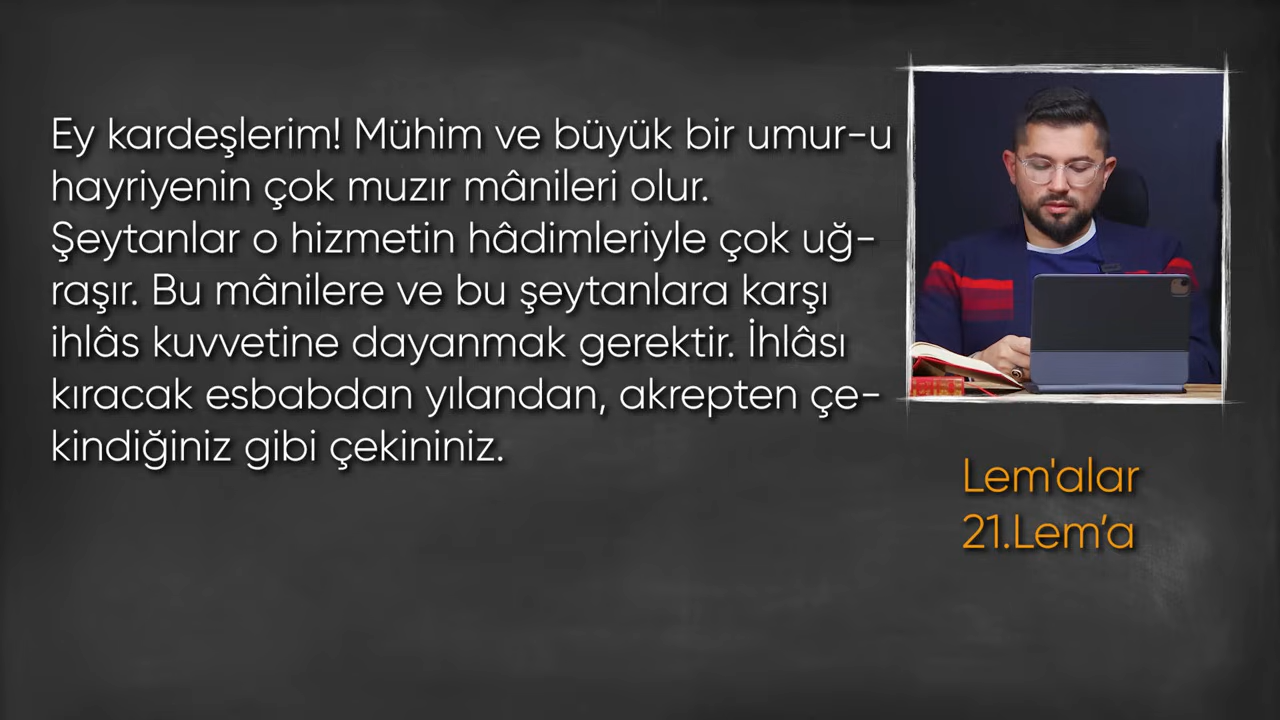 Ey kardeşlerim! Mühim ve büyük bir umur-u
hayriyenin çok muzır mânileri olur.
Şeytanlar o hizmetin hâdimleriyle çok uğ-
raşır. Bu mânilere ve bu şeytanlara karşı
ihlâs kuvvetine dayanmak gerektir. İhlâsı
kıracak esbabdan yılandan, akrepten çe-
kindiğiniz gibi çekininiz.
Lem'alar
21.Lem’a